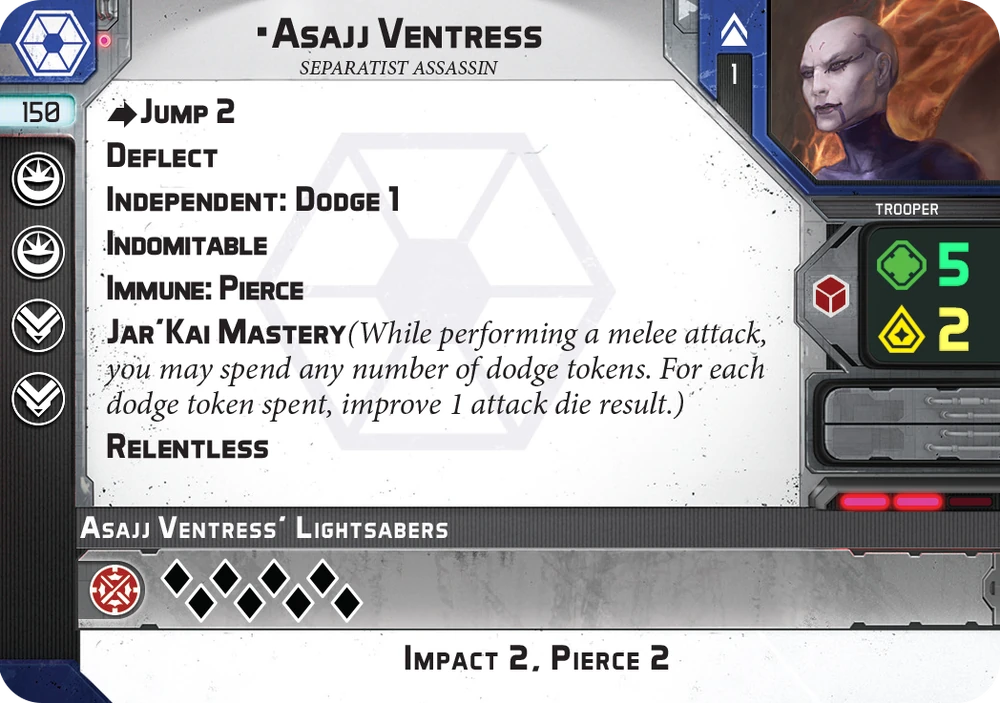 ▪Asajj Ventress
SEPARATIST ASSASSIN
1
150
Jump 2
Deflect
Independent: Dodge 1
Indomitable
Immune: Pierce
Jar'Kai Mastery (While performing a melee attack,
you may spend any number of dodge tokens. For each
dodge token spent, improve 1 attack die result.)
Relentless
TROOPER
5
2
Asajj Ventress' Lightsabers
Impact 2, Pierce 2